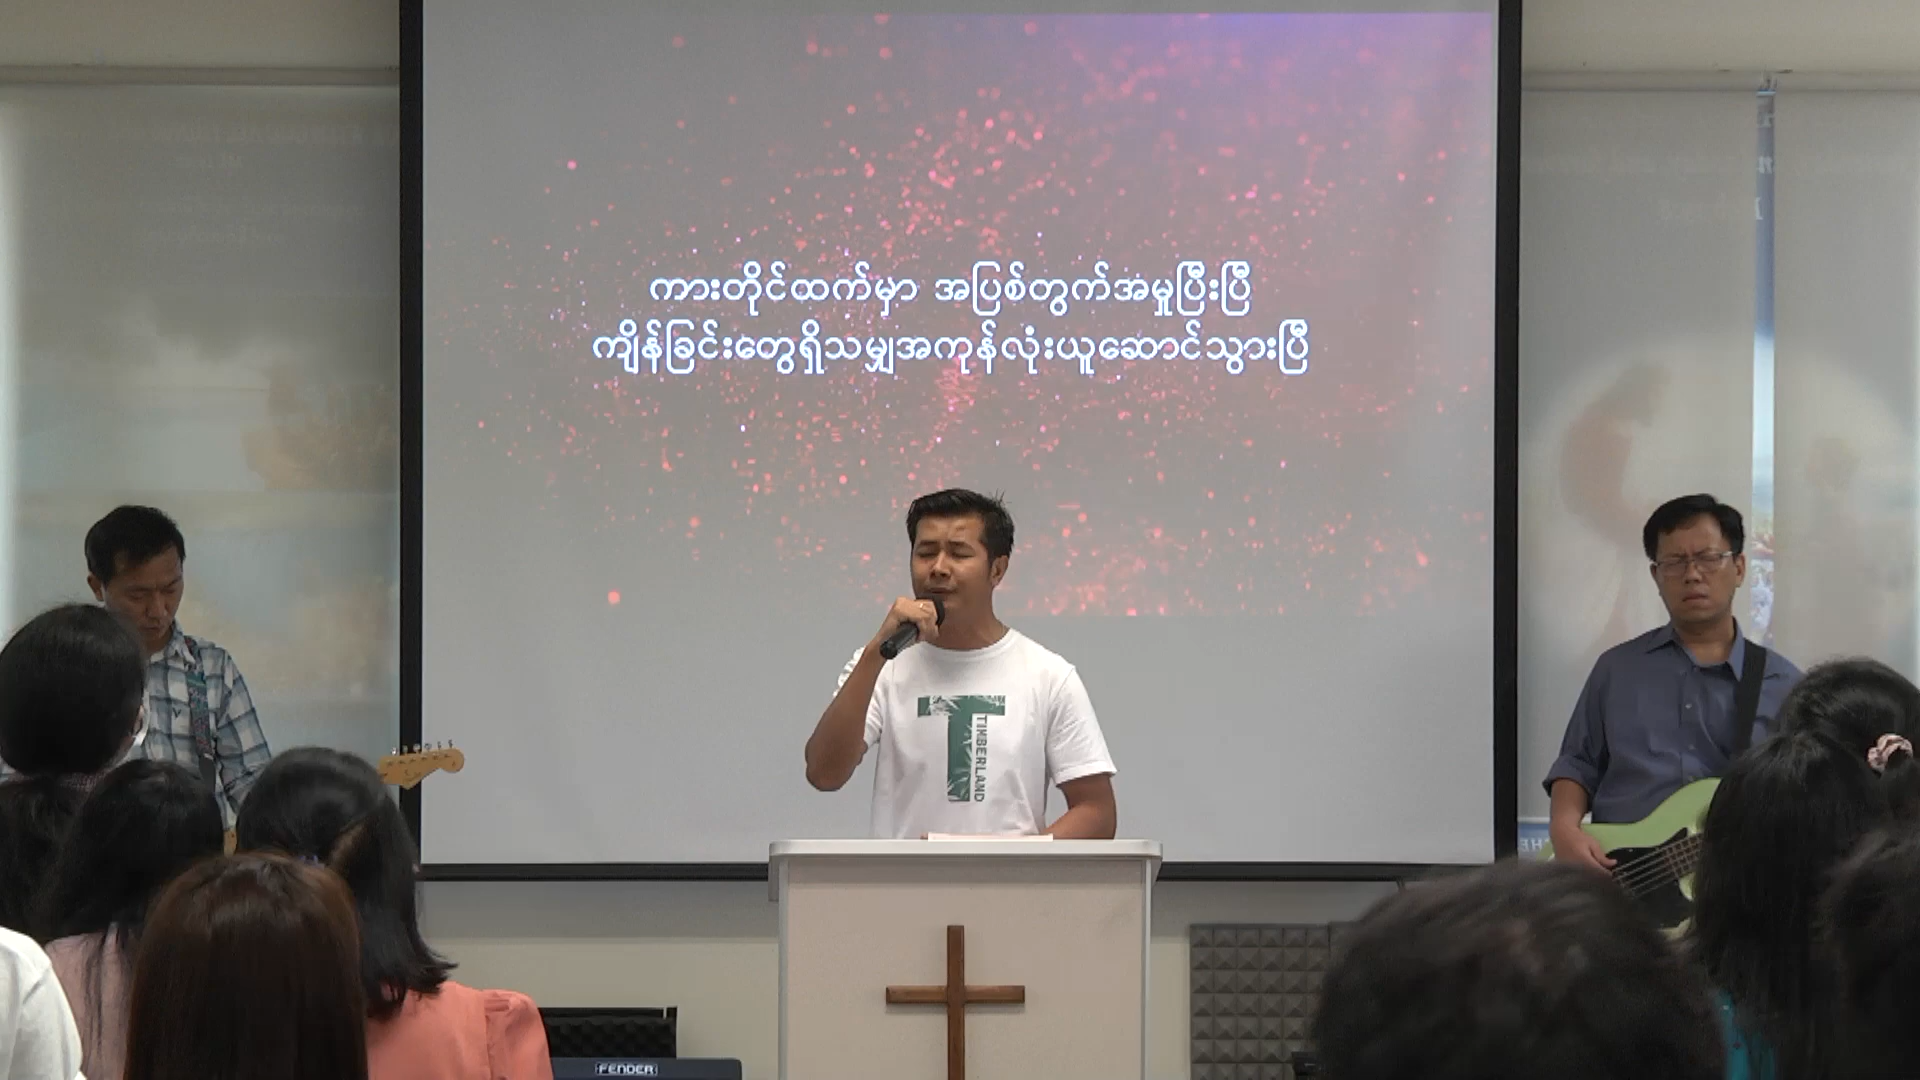 ကားတိုင်ထက်မှာ အပြစ်တွက်အမှုပြီးပြီ
ကျိန်ခြင်းတွေရှိသမျှအကုန်လုံးယူဆောင်သွားပြီ
T
TIMBERLAND
FENDER